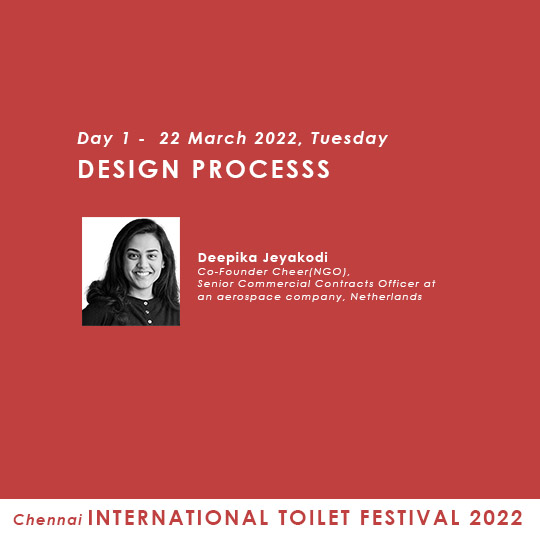 Day 1 - 22 March 2022, Tuesday
DESIGN PROCESSS
Deepika Jeyakodi
Co-Founder Cheer(NGO),
Senior Commercial Contracts Officer at
an aerospace company, Netherlands
Chennai INTERNATIONAL TOILET FESTIVAL 2022